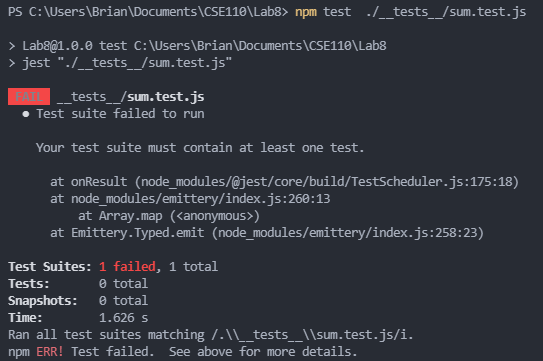 PS C:\Users\Brian\Documents\CSE110\Lab8> npm test  ./__tests__/sum.test.js
> Lab8@1.0.0 test C:\Users\Brian\Documents\CSE110\Lab8
> jest "./__tests__/sum.test.js"
FAIL  __tests__/sum.test.js
● Test suite failed to run
Your test suite must contain at least one test.
at onResult (node_modules/@jest/core/build/TestScheduler.js:175:18)
at node_modules/emittery/index.js:260:13
at Array.map (<anonymous>)
at Emittery.Typed.emit (node_modules/emittery/index.js:258:23)
Test Suites: 1 failed, 1 total
Tests:       0 total
Snapshots:   0 total
Time:        1.626 s
Ran all test suites matching /.\\__tests__\\sum.test.js/i.
npm ERR! Test failed.  See above for more details.